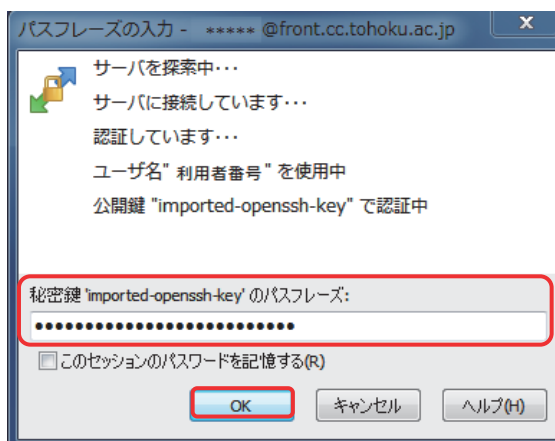 パスフレーズの入力 - ***** @front.cc.tohoku.ac.jp
x
サーバを探索中･･･
サーバに接続しています･･･
認証しています･･･
ユーザ名" 利用者番号 " を使用中
公開鍵 "imported-openssh-key" で認証中
秘密鍵 'imported-openssh-key' のパスフレーズ:
••••••••••••••••••••••••••
このセッションのパスワードを記憶する(R)
OK キャンセル ヘルプ(H)